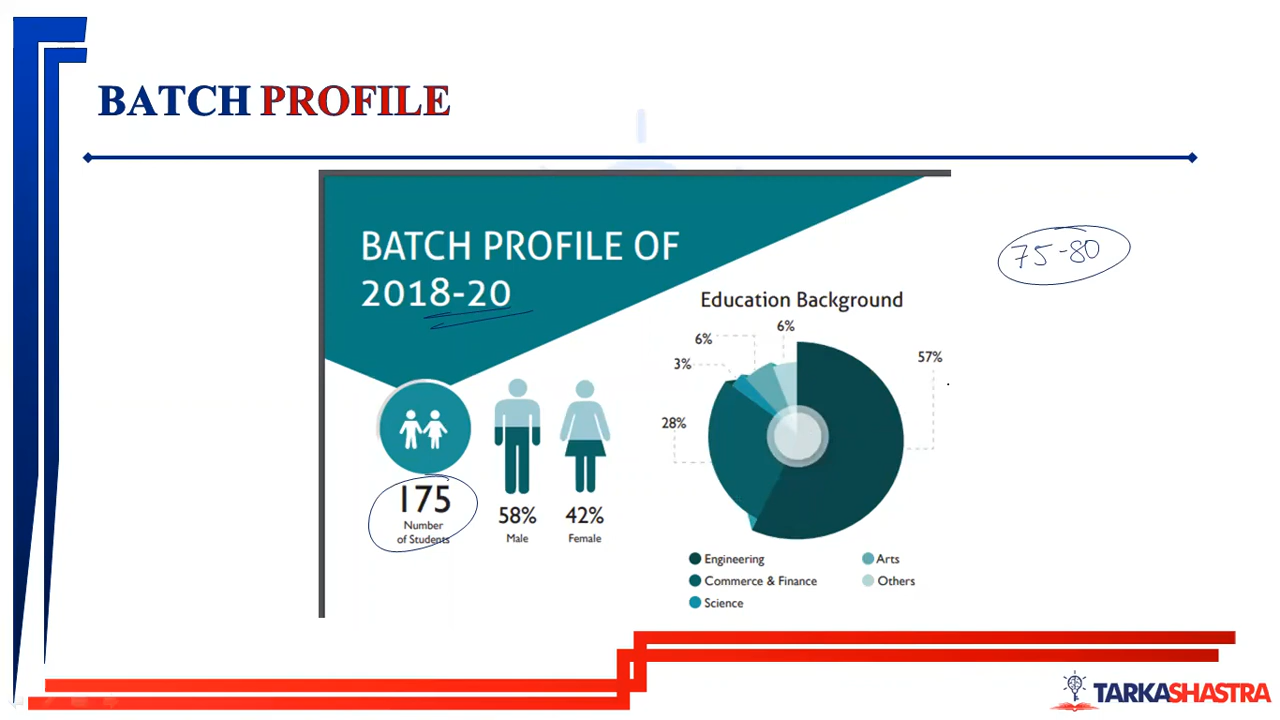 BATCH PROFILE
BATCH PROFILE OF
2018-20
75-80
Education Background
6%
6%
3%
57%
28%
175
Number
of Students
58%
Male
42%
Female
Engineering
Arts
Commerce & Finance
Others
Science
TARKASHASTRA